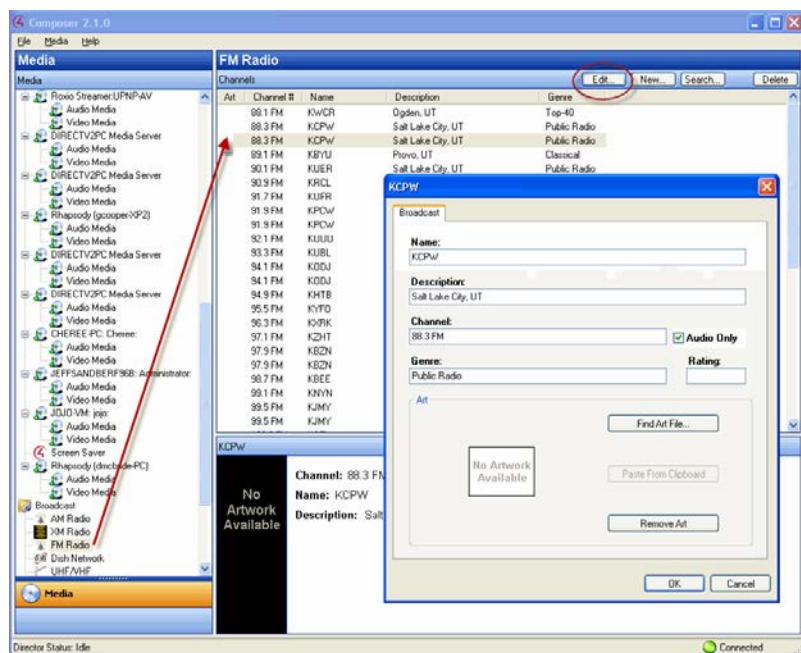 Composer 2.1.0
File Media Help
Media
Media
Roxio Streamer:UPNP-AV
Audio Media
Video Media
DIRECTV2PC Media Server
Audio Media
Video Media
DIRECTV2PC Media Server
Audio Media
Video Media
Rhapsody (gcooper-XP2)
Audio Media
Video Media
DIRECTV2PC Media Server
Audio Media
Video Media
DIRECTV2PC Media Server
Audio Media
Video Media
CHEREE-PC: Cheree:
Audio Media
Video Media
JEFFSANDBERF968: Administrator:
Audio Media
Video Media
JOJO-VM: jojo:
Audio Media
Video Media
Screen Saver
Rhapsody (dmcbride-PC)
Audio Media
Video Media
Broadcast
AM Radio
XM Radio
FM Radio
Dish Network
UHF/VHF
Media
FM Radio
Channels
Edit... New... Search... Delete
Art Channel # Name Description Genre
88.1 FM KWCR Ogden, UT Top-40
88.3 FM KCPW Salt Lake City, UT Public Radio
88.3 FM KCPW Salt Lake City, UT Public Radio
89.1 FM KBYU Provo, UT Classical
90.1 FM KUER Salt Lake City, UT Public Radio
90.9 FM KRCL
91.7 FM KUFR
91.9 FM KPCW
91.9 FM KPCW
92.1 FM KUUU
93.3 FM KUBL
94.1 FM KODJ
94.1 FM KODJ
94.9 FM KHTB
95.5 FM KYFO
96.3 FM KXRK
97.1 FM KZHT
97.9 FM KBZN
97.9 FM KBZN
98.7 FM KBEE
99.1 FM KNYN
99.5 FM KJMY
99.5 FM KJMY
KCPW
No
Artwork
Available
Channel: 88.3 FM
Name: KCPW
Description: Salt
KCPW
Broadcast
Name:
KCPW
Description:
Salt Lake City, UT
Channel:
88.3 FM
Audio Only
Genre: Rating:
Public Radio
Art
Find Art File...
No Artwork
Available
Paste From Clipboard
Remove Art
OK Cancel
Director Status: Idle
Connected